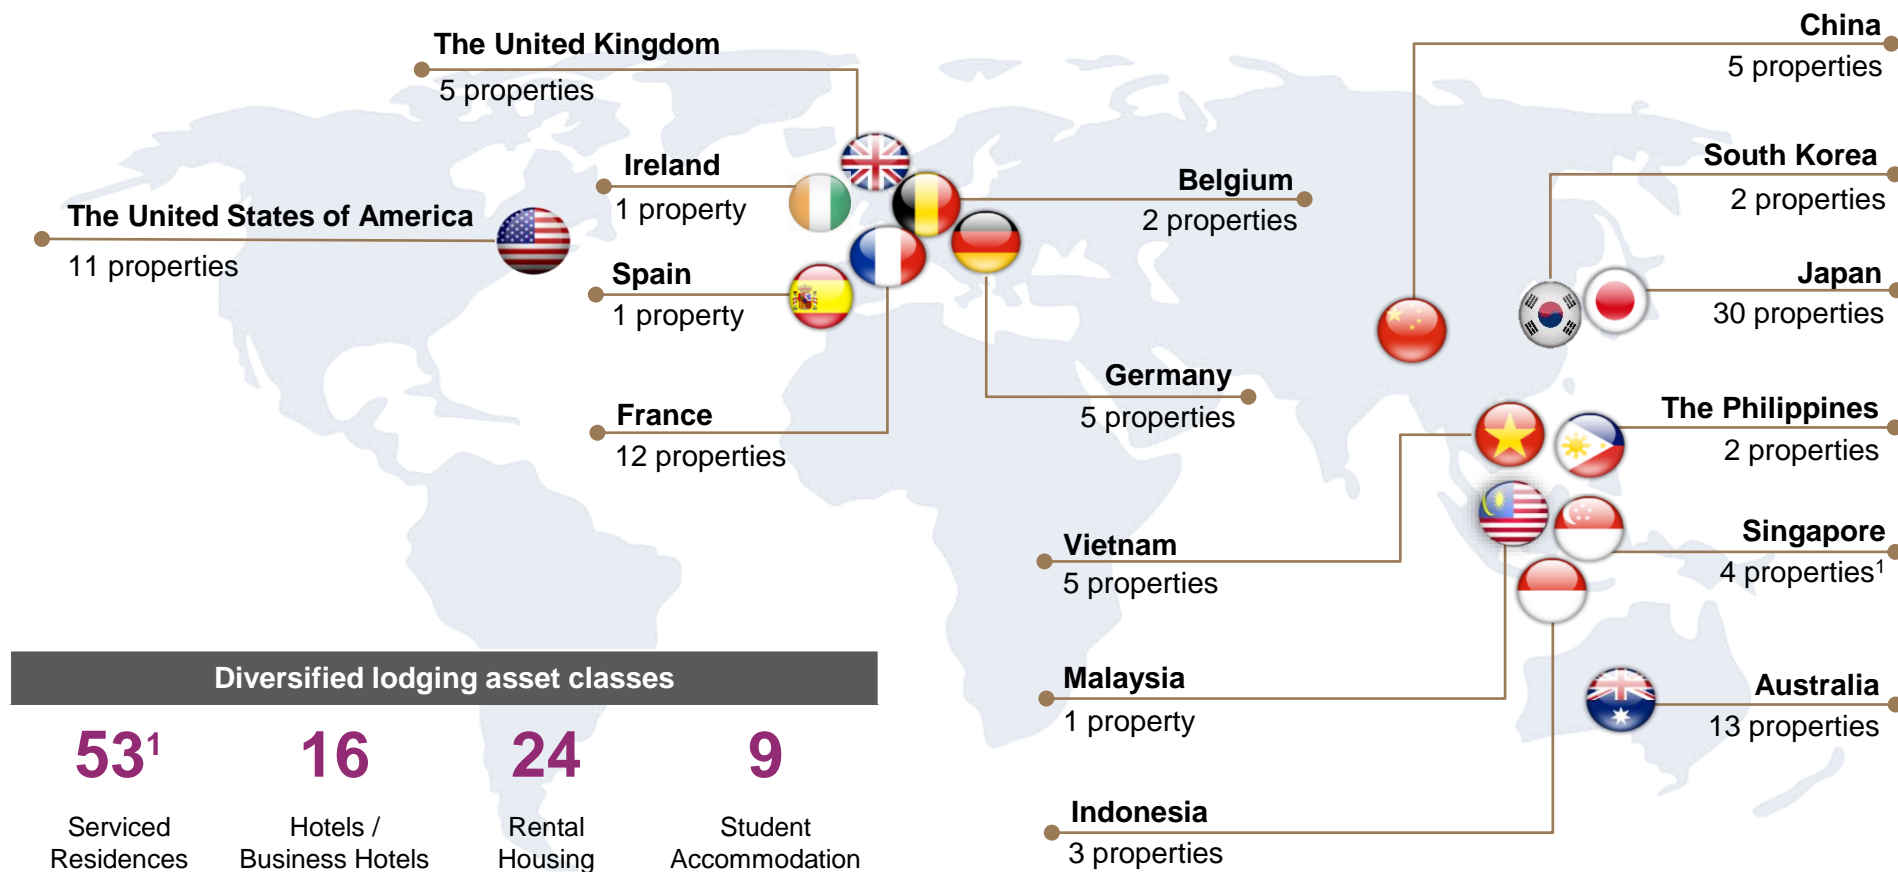 The United Kingdom
5 properties
Ireland
1 property
The United States of America
11 properties
Spain
1 property
France
12 properties
Belgium
2 properties
Germany
5 properties
China
5 properties
South Korea
2 properties
Japan
30 properties
The Philippines
2 properties
Vietnam
5 properties
Singapore
4 properties¹
Malaysia
1 property
Australia
13 properties
Indonesia
3 properties
Diversified lodging asset classes
53¹
Serviced
Residences
16
Hotels /
Business Hotels
24
Rental
Housing
9
Student
Accommodation